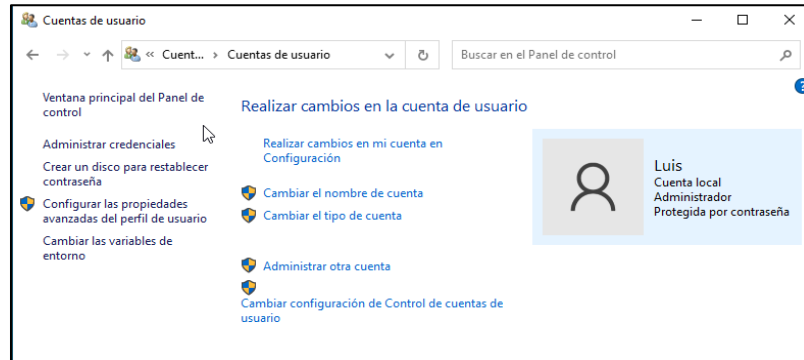 Cuentas de usuario
« Cuent... > Cuentas de usuario
Buscar en el Panel de control
Ventana principal del Panel de
control
Administrar credenciales
Crear un disco para restablecer
contraseña
Configurar las propiedades
avanzadas del perfil de usuario
Cambiar las variables de
entorno
Realizar cambios en la cuenta de usuario
Realizar cambios en mi cuenta en
Configuración
Cambiar el nombre de cuenta
Cambiar el tipo de cuenta
Administrar otra cuenta
Cambiar configuración de Control de cuentas de
usuario
Luis
Cuenta local
Administrador
Protegida por contraseña
?